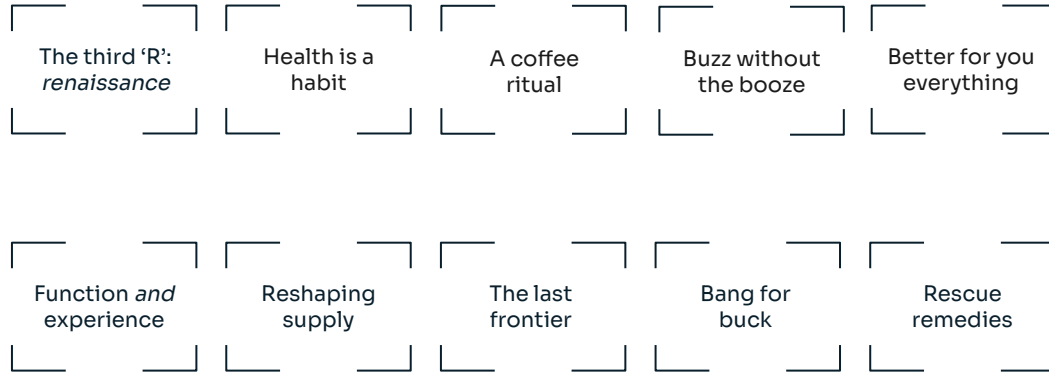 The third ‘R’:
renaissance
Health is a
habit
A coffee
ritual
Buzz without
the booze
Better for you
everything
Function and
experience
Reshaping
supply
The last
frontier
Bang for
buck
Rescue
remedies